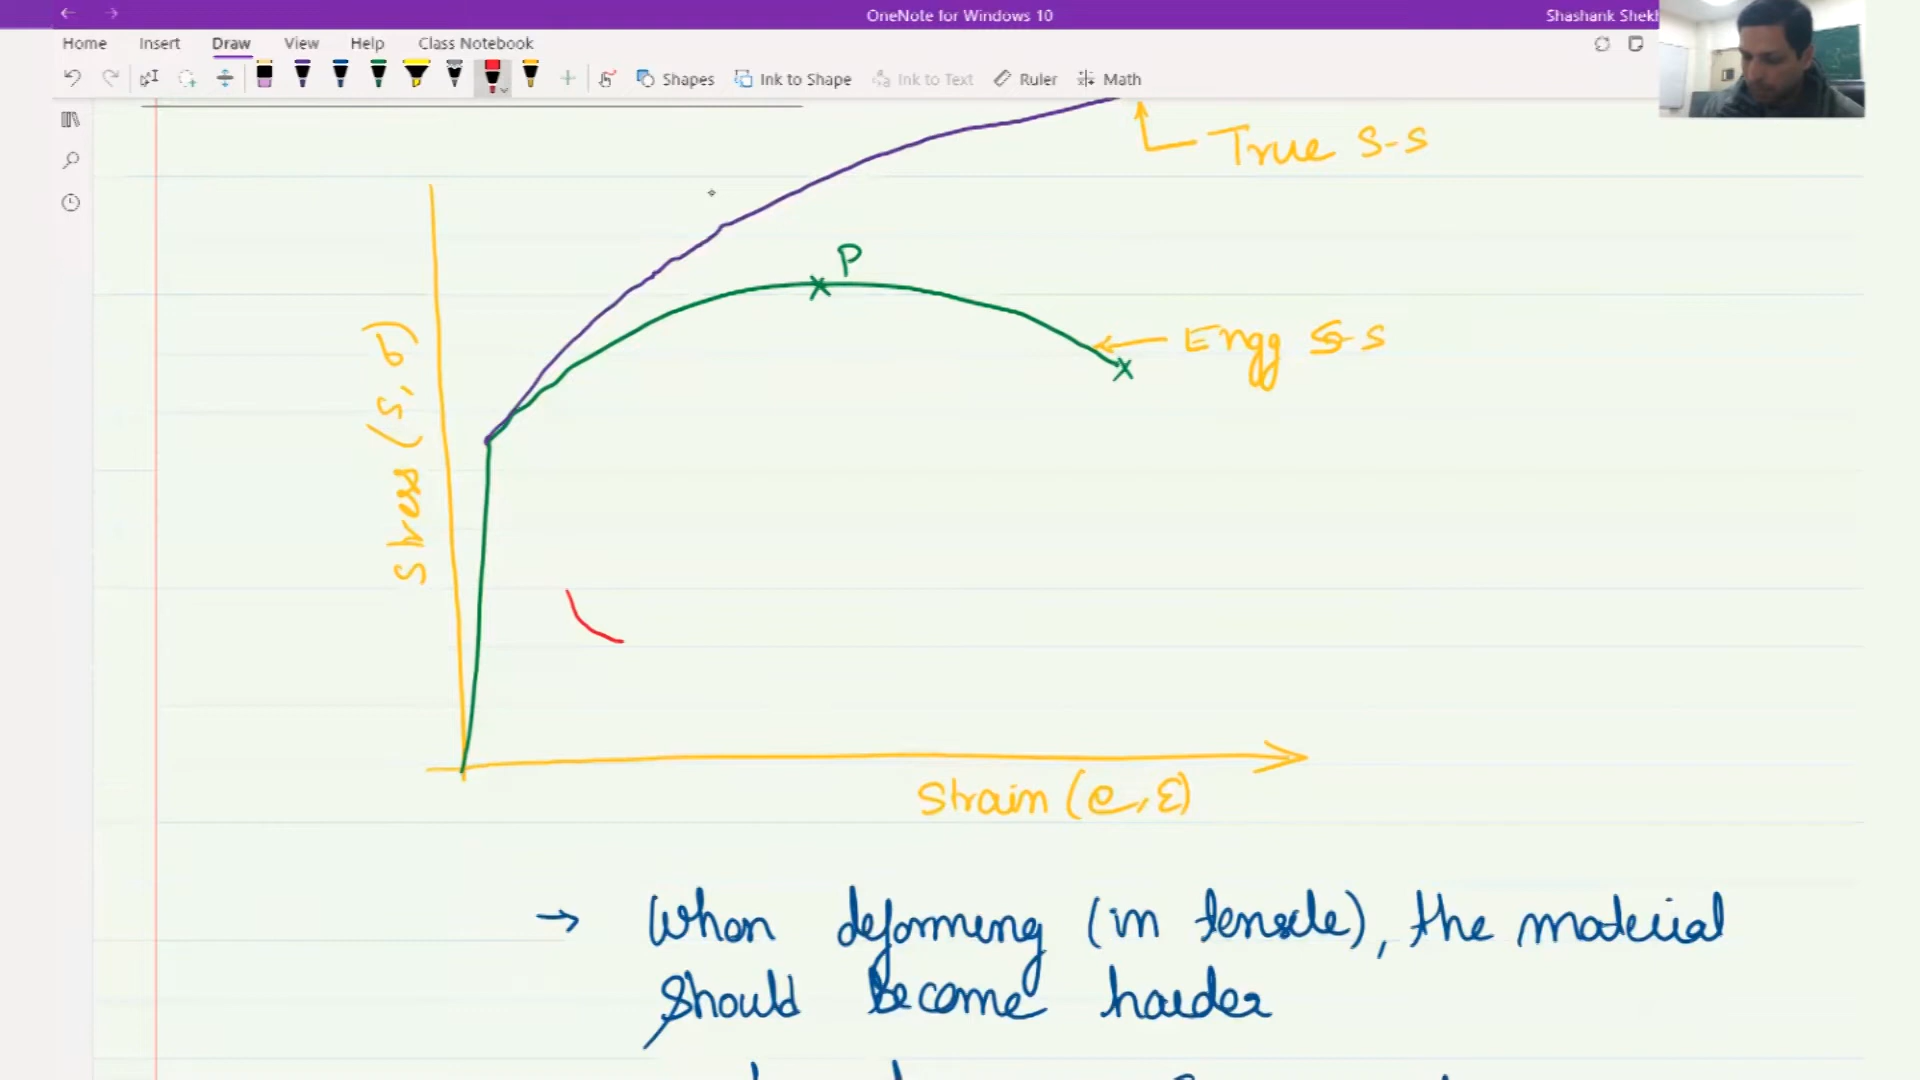 OneNote for Windows 10
Shashank Shekh
Home Insert Draw View Help Class Notebook
Shapes Ink to Shape Ink to Text Ruler Math
True S-S
P
Engg S-S
Stress (s, σ)
Strain (e, ε)
→ When deforming (in tensile), the material
should become harder